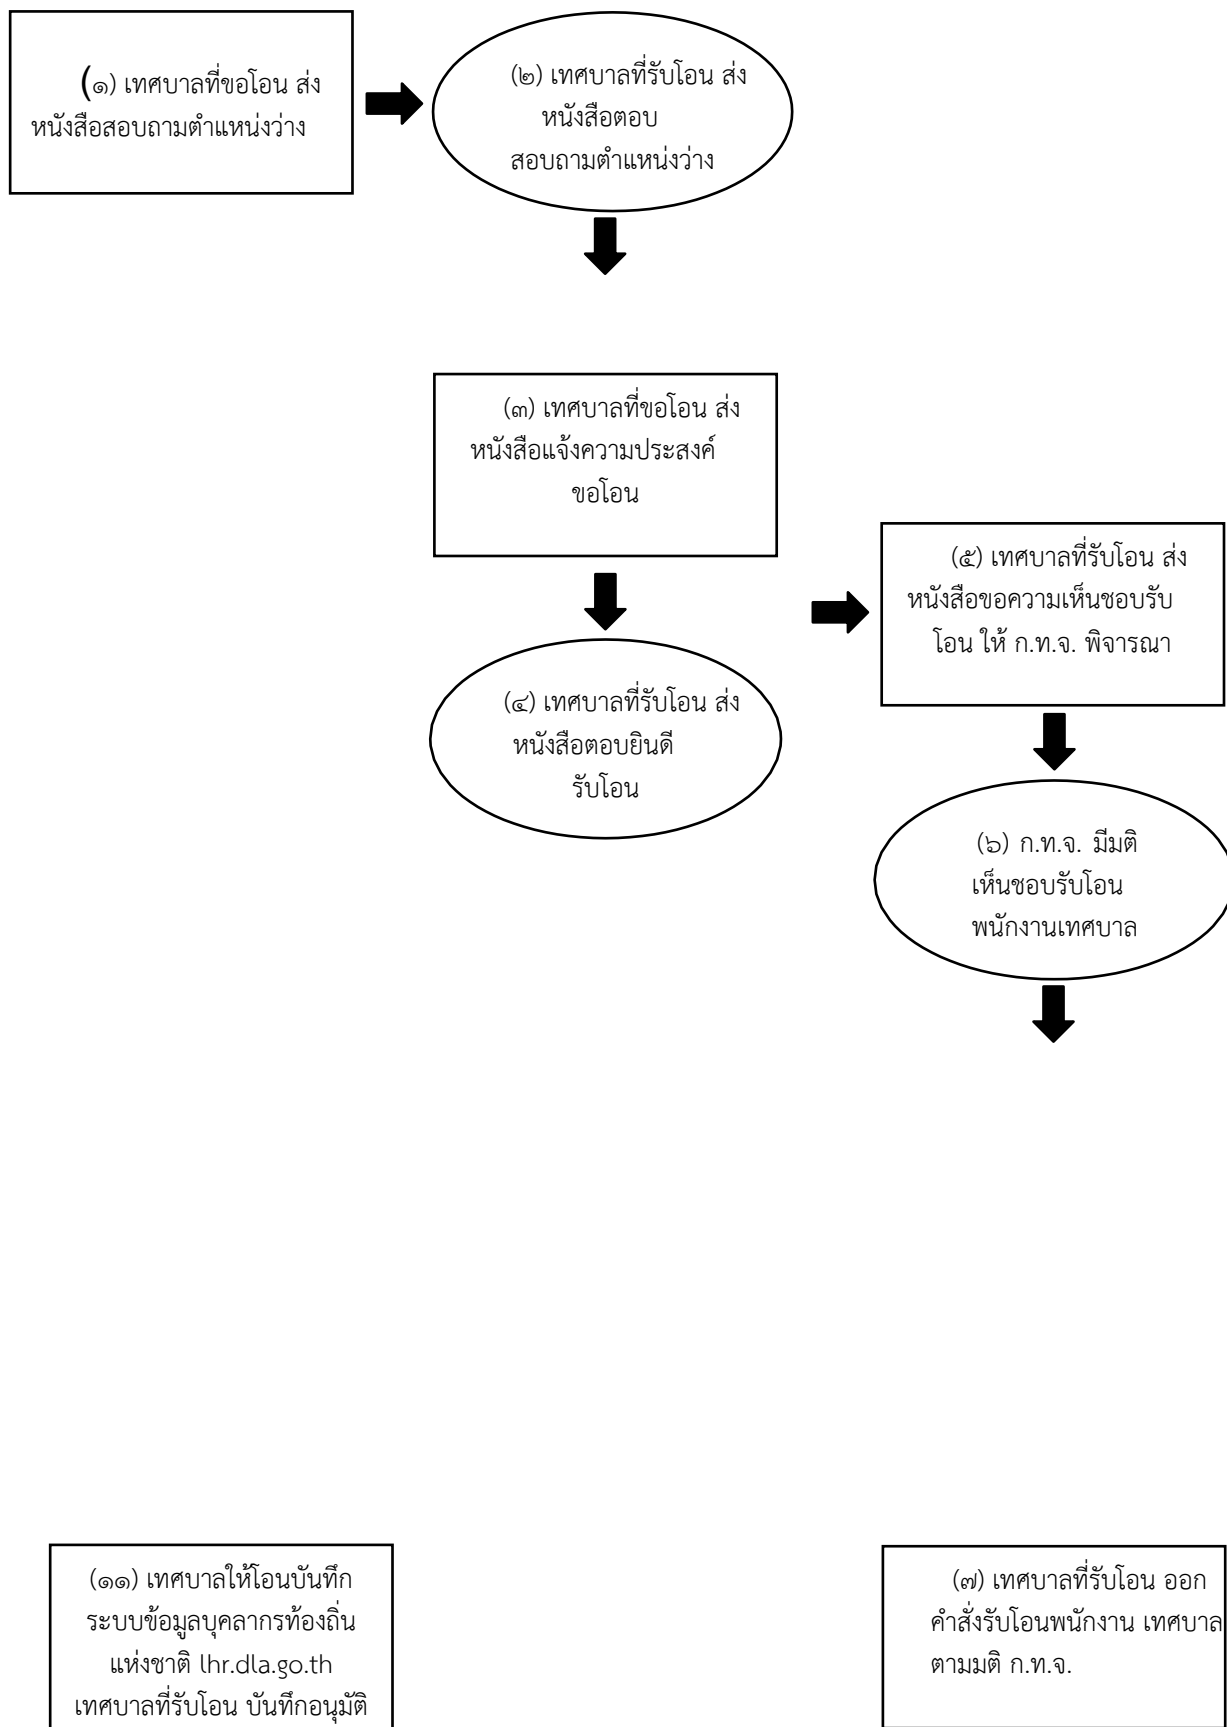 (๑) เทศบาลที่ขอโอน ส่ง
หนังสือสอบถามตำแหน่งว่าง
(๒) เทศบาลที่รับโอน ส่ง
หนังสือตอบ
สอบถามตำแหน่งว่าง
(๓) เทศบาลที่ขอโอน ส่ง
หนังสือแจ้งความประสงค์
ขอโอน
(๔) เทศบาลที่รับโอน ส่ง
หนังสือตอบยินดี
รับโอน
(๕) เทศบาลที่รับโอน ส่ง
หนังสือขอความเห็นชอบรับ
โอน ให้ ก.ท.จ. พิจารณา
(๖) ก.ท.จ. มีมติ
เห็นชอบรับโอน
พนักงานเทศบาล
(๗) เทศบาลที่รับโอน ออก
คำสั่งรับโอนพนักงาน เทศบาล
ตามมติ ก.ท.จ.
(๑๑) เทศบาลให้โอนบันทึก
ระบบข้อมูลบุคลากรท้องถิ่น
แห่งชาติ lhr.dla.go.th
เทศบาลที่รับโอน บันทึกอนุมัติ